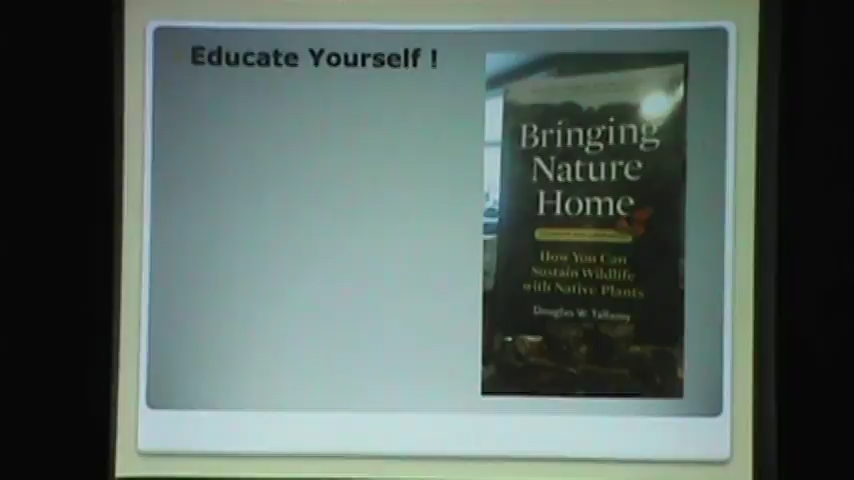 Educate Yourself !
Bringing
Nature
Home
How You Can
Sustain Wildlife
with Native Plants
Douglas W. Tallamy